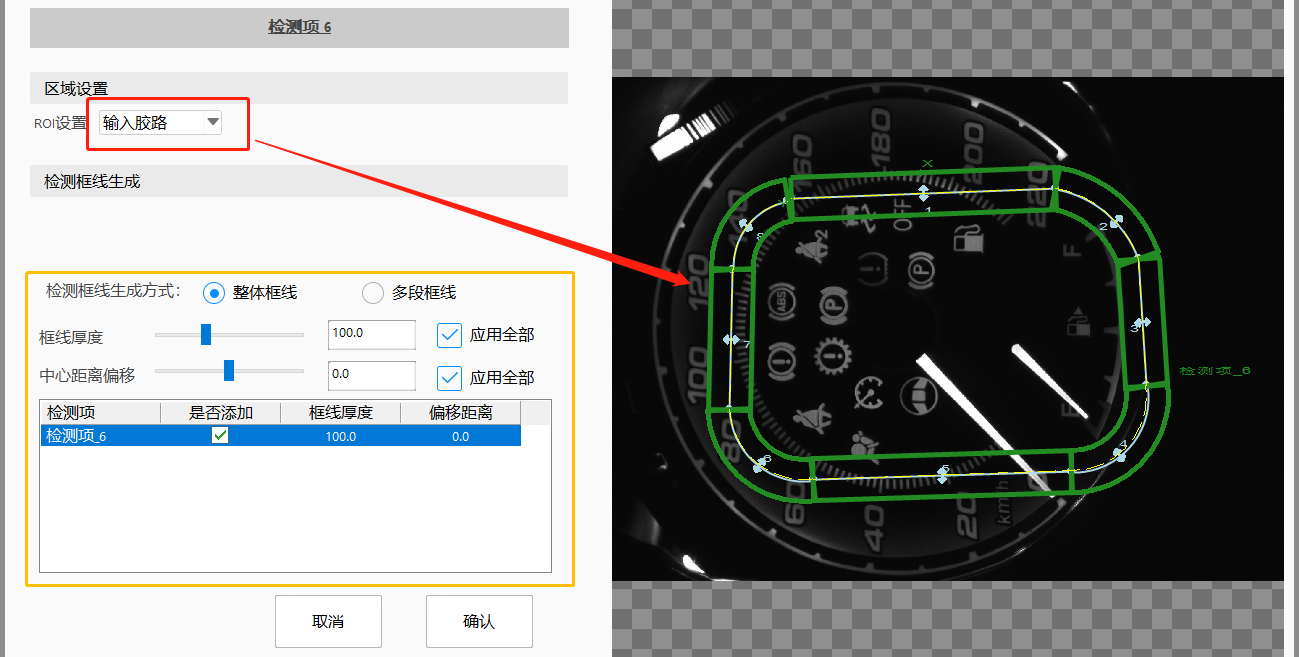 检测项 6
区域设置
ROI设置 输入胶路
检测框线生成
检测框线生成方式： 整体框线 多段框线
框线厚度 100.0 应用全部
中心距离偏移 0.0 应用全部
检测项 是否添加 框线厚度 偏移距离
检测项_6 100.0 0.0
取消 确认
X
1
2
3
4
5
6
7
8
检测项_6
20
40
60
80
100
120
140
160
180
200
220
km/h
OFF
2
ABS
P
P
F
E